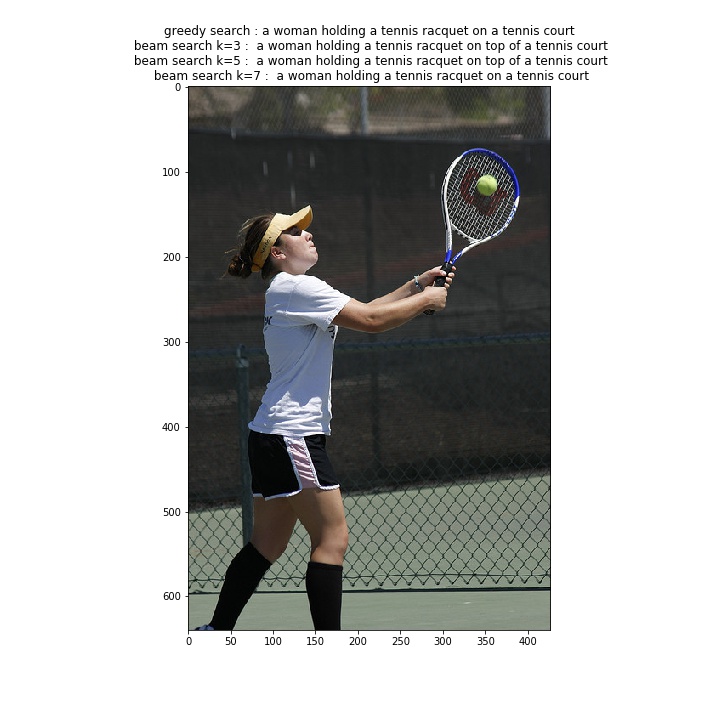 greedy search : a woman holding a tennis racquet on a tennis court
beam search k=3 :  a woman holding a tennis racquet on top of a tennis court
beam search k=5 :  a woman holding a tennis racquet on top of a tennis court
beam search k=7 :  a woman holding a tennis racquet on a tennis court
0
100
200
300
400
500
600
0 50 100 150 200 250 300 350 400